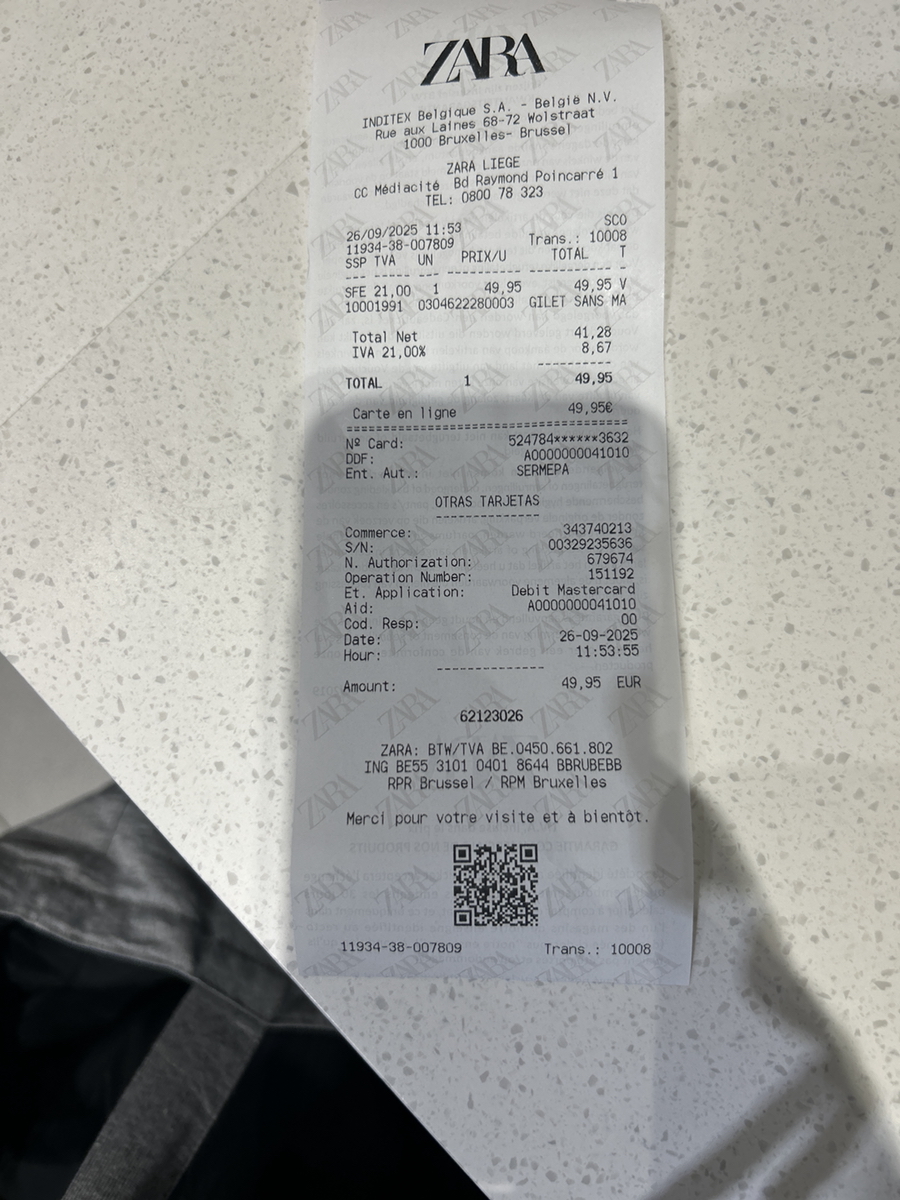 ZARA
INDITEX Belgique S.A. - België N.V.
Rue aux Laines 68-72 Wolstraat
1000 Bruxelles- Brussel
ZARA LIEGE
CC Médiacité Bd Raymond Poincarré 1
TEL: 0800 78 323
SCO
26/09/2025 11:53
11934-38-007809 Trans.: 10008
SSP TVA UN PRIX/U TOTAL T
--- ----- --- ---------- --------- -
SFE 21,00 1 49,95 49,95 V
10001991 0304622280003 GILET SANS MA
Total Net 41,28
IVA 21,00% 8,67
----------
TOTAL 1 49,95
Carte en ligne 49,95€
======================================
Nº Card: 524784******3632
DDF: A0000000041010
Ent. Aut.: SERMEPA
OTRAS TARJETAS
--------------
Commerce: 343740213
S/N: 00329235636
N. Authorization: 679674
Operation Number: 151192
Et. Application: Debit Mastercard
Aid: A0000000041010
Cod. Resp: 00
Date: 26-09-2025
Hour: 11:53:55
--------------
Amount: 49,95 EUR
62123026
ZARA: BTW/TVA BE.0450.661.802
ING BE55 3101 0401 8644 BBRUBEBB
RPR Brussel / RPM Bruxelles
Merci pour votre visite et à bientôt.
11934-38-007809 Trans.: 10008